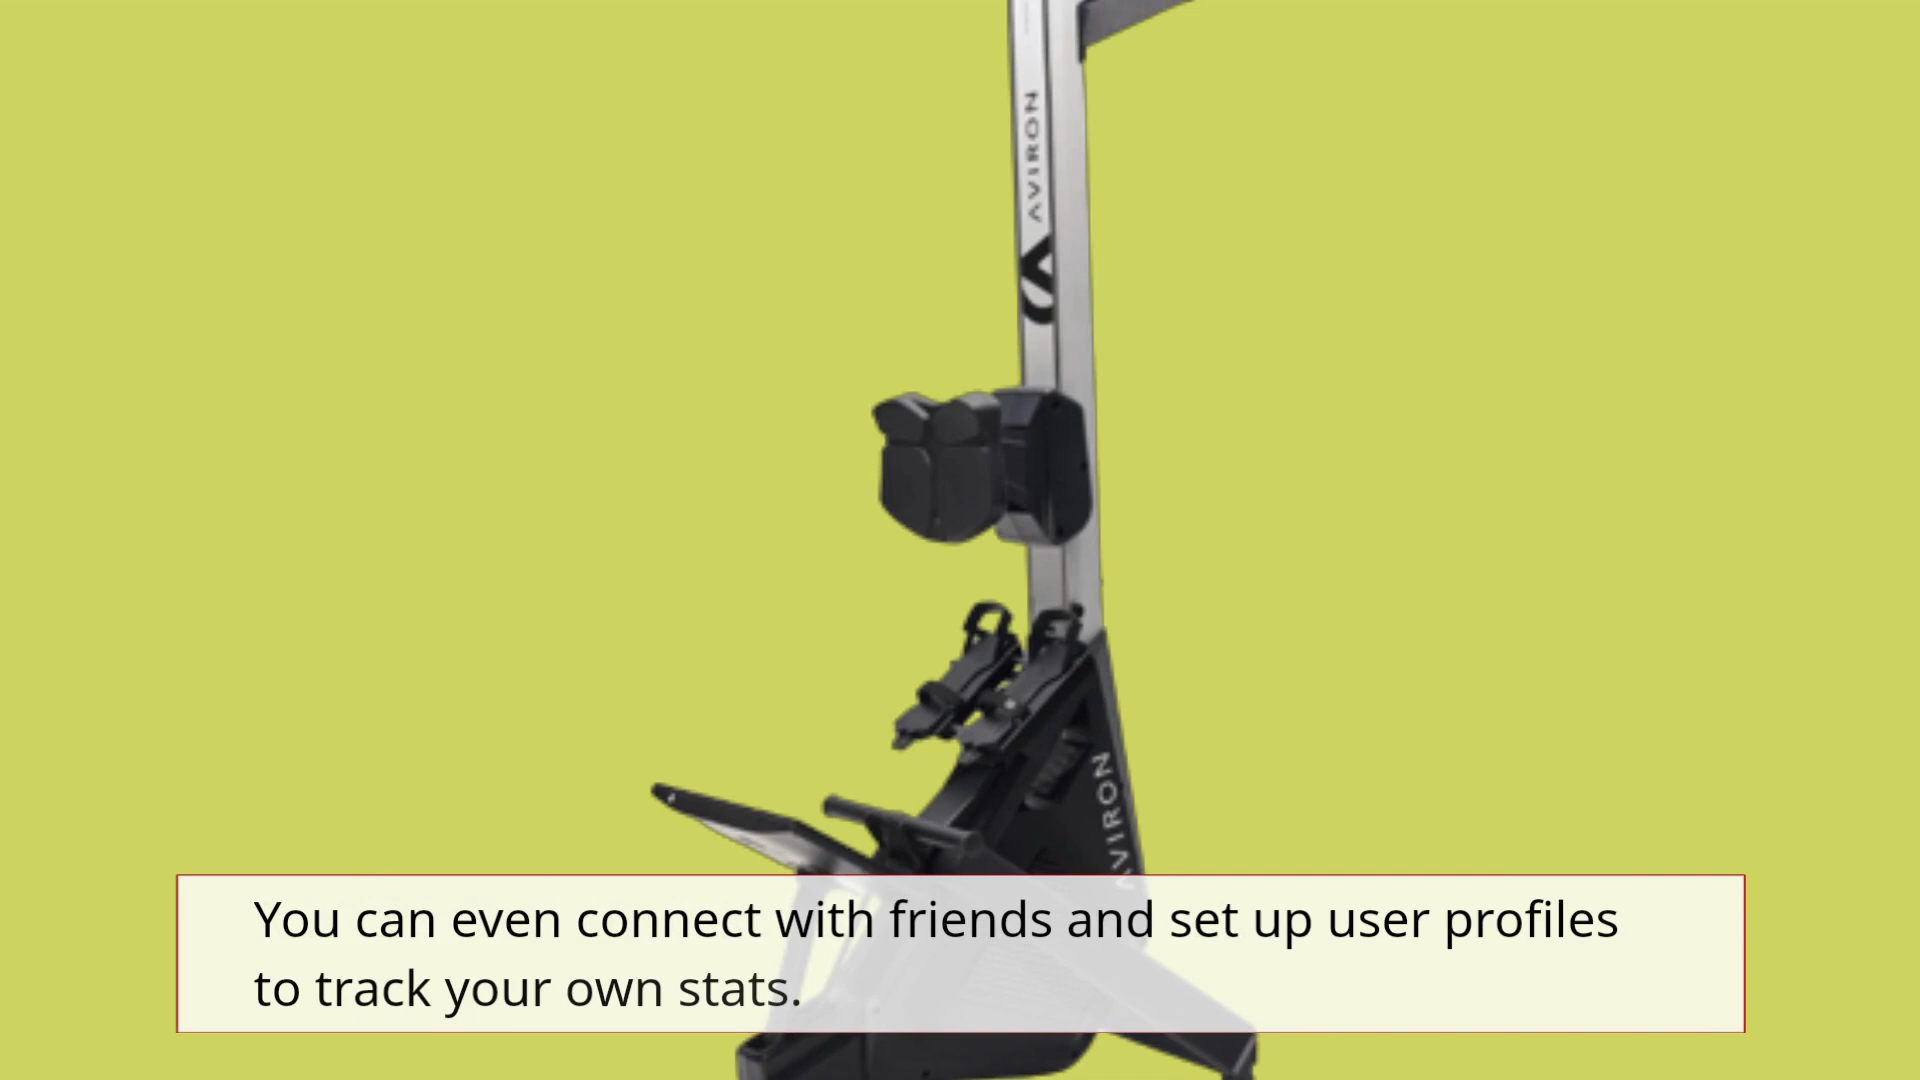 AVIRON
AVIRON
You can even connect with friends and set up user profiles
to track your own stats.